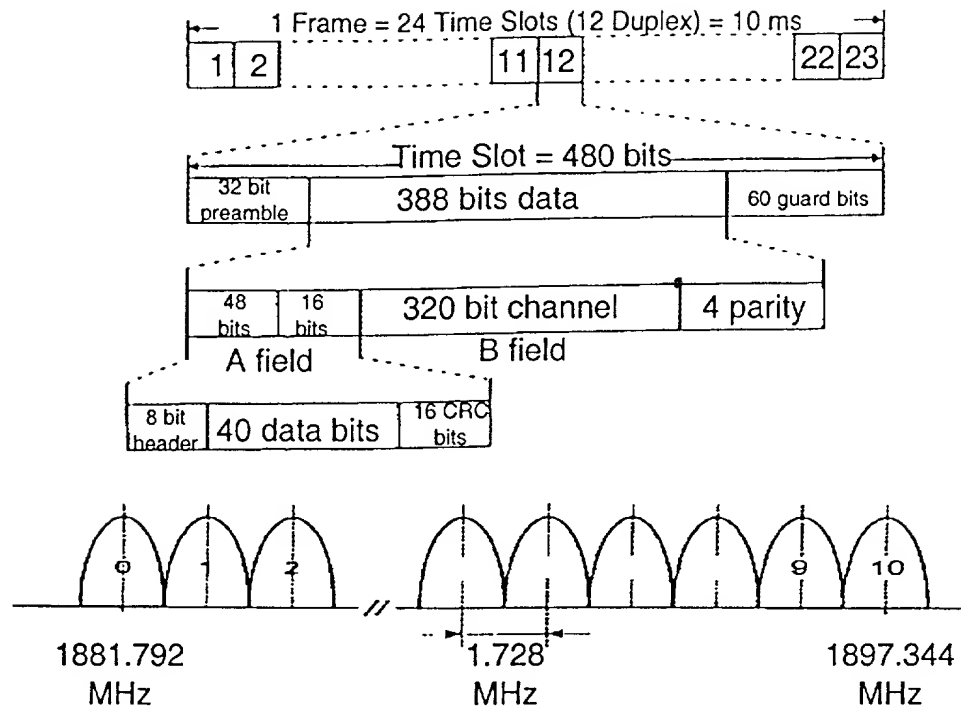 1 Frame = 24 Time Slots (12 Duplex) = 10 ms
1 2 11 12 22 23
Time Slot = 480 bits
32 bit preamble 388 bits data 60 guard bits
48 bits 16 bits 320 bit channel 4 parity
A field B field
8 bit header 40 data bits 16 CRC bits
0 1 2 9 10
1881.792 MHz 1.728 MHz 1897.344 MHz